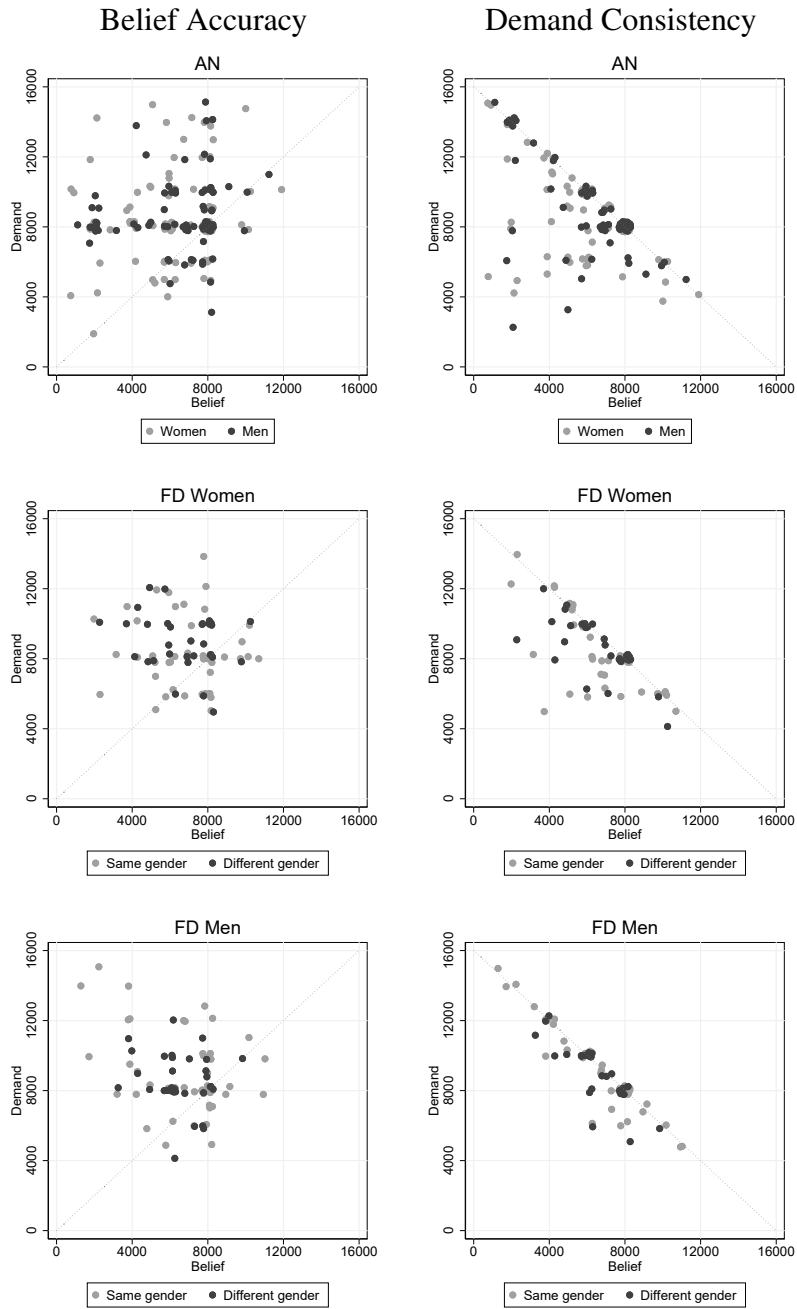 Belief Accuracy
Demand Consistency
AN
Demand
0 4000 8000 12000 16000
0 4000 8000 12000 16000
Belief
Women Men
AN
Demand
0 4000 8000 12000 16000
0 4000 8000 12000 16000
Belief
Women Men
FD Women
Demand
0 4000 8000 12000 16000
0 4000 8000 12000 16000
Belief
Same gender Different gender
FD Women
Demand
0 4000 8000 12000 16000
0 4000 8000 12000 16000
Belief
Same gender Different gender
FD Men
Demand
0 4000 8000 12000 16000
0 4000 8000 12000 16000
Belief
Same gender Different gender
FD Men
Demand
0 4000 8000 12000 16000
0 4000 8000 12000 16000
Belief
Same gender Different gender